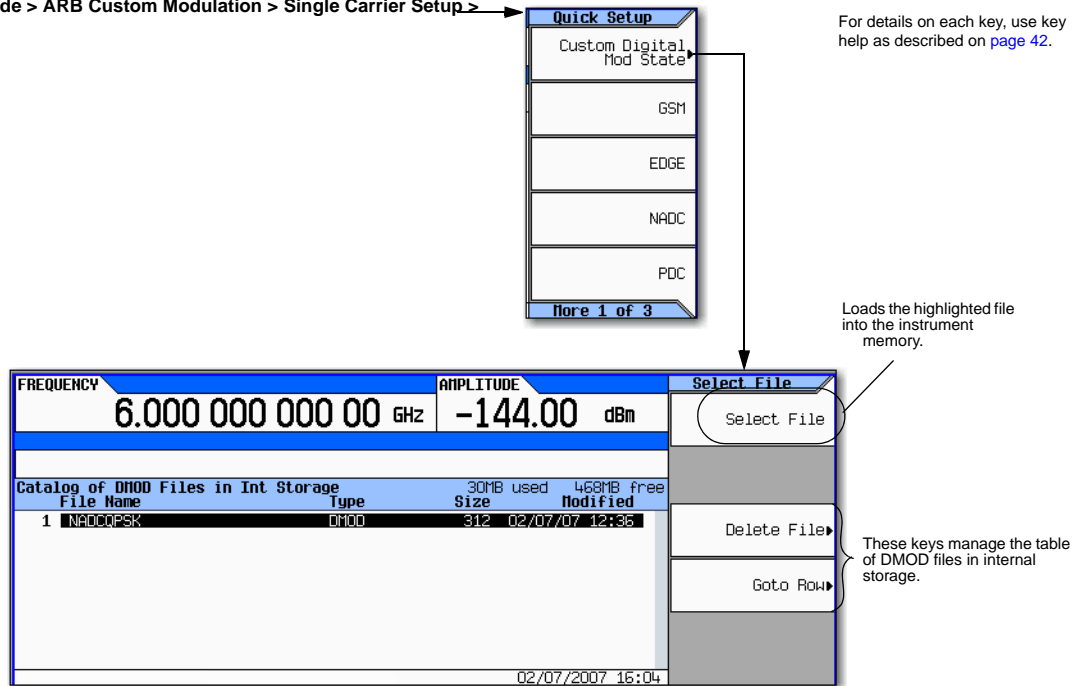 de > ARB Custom Modulation > Single Carrier Setup >
Quick Setup
Custom Digital
Mod State
GSM
EDGE
NADC
PDC
More 1 of 3
For details on each key, use key
help as described on page 42.
Loads the highlighted file
into the instrument
memory.
FREQUENCY
6.000 000 000 00 GHz
AMPLITUDE
-144.00 dBm
Catalog of DMOD Files in Int Storage 30MB used 468MB free
File Name Type Size Modified
1 NADCQPSK DMOD 312 02/07/07 12:36
02/07/2007 16:04
Select File
Select File
Delete File
Goto Row
These keys manage the table
of DMOD files in internal
storage.